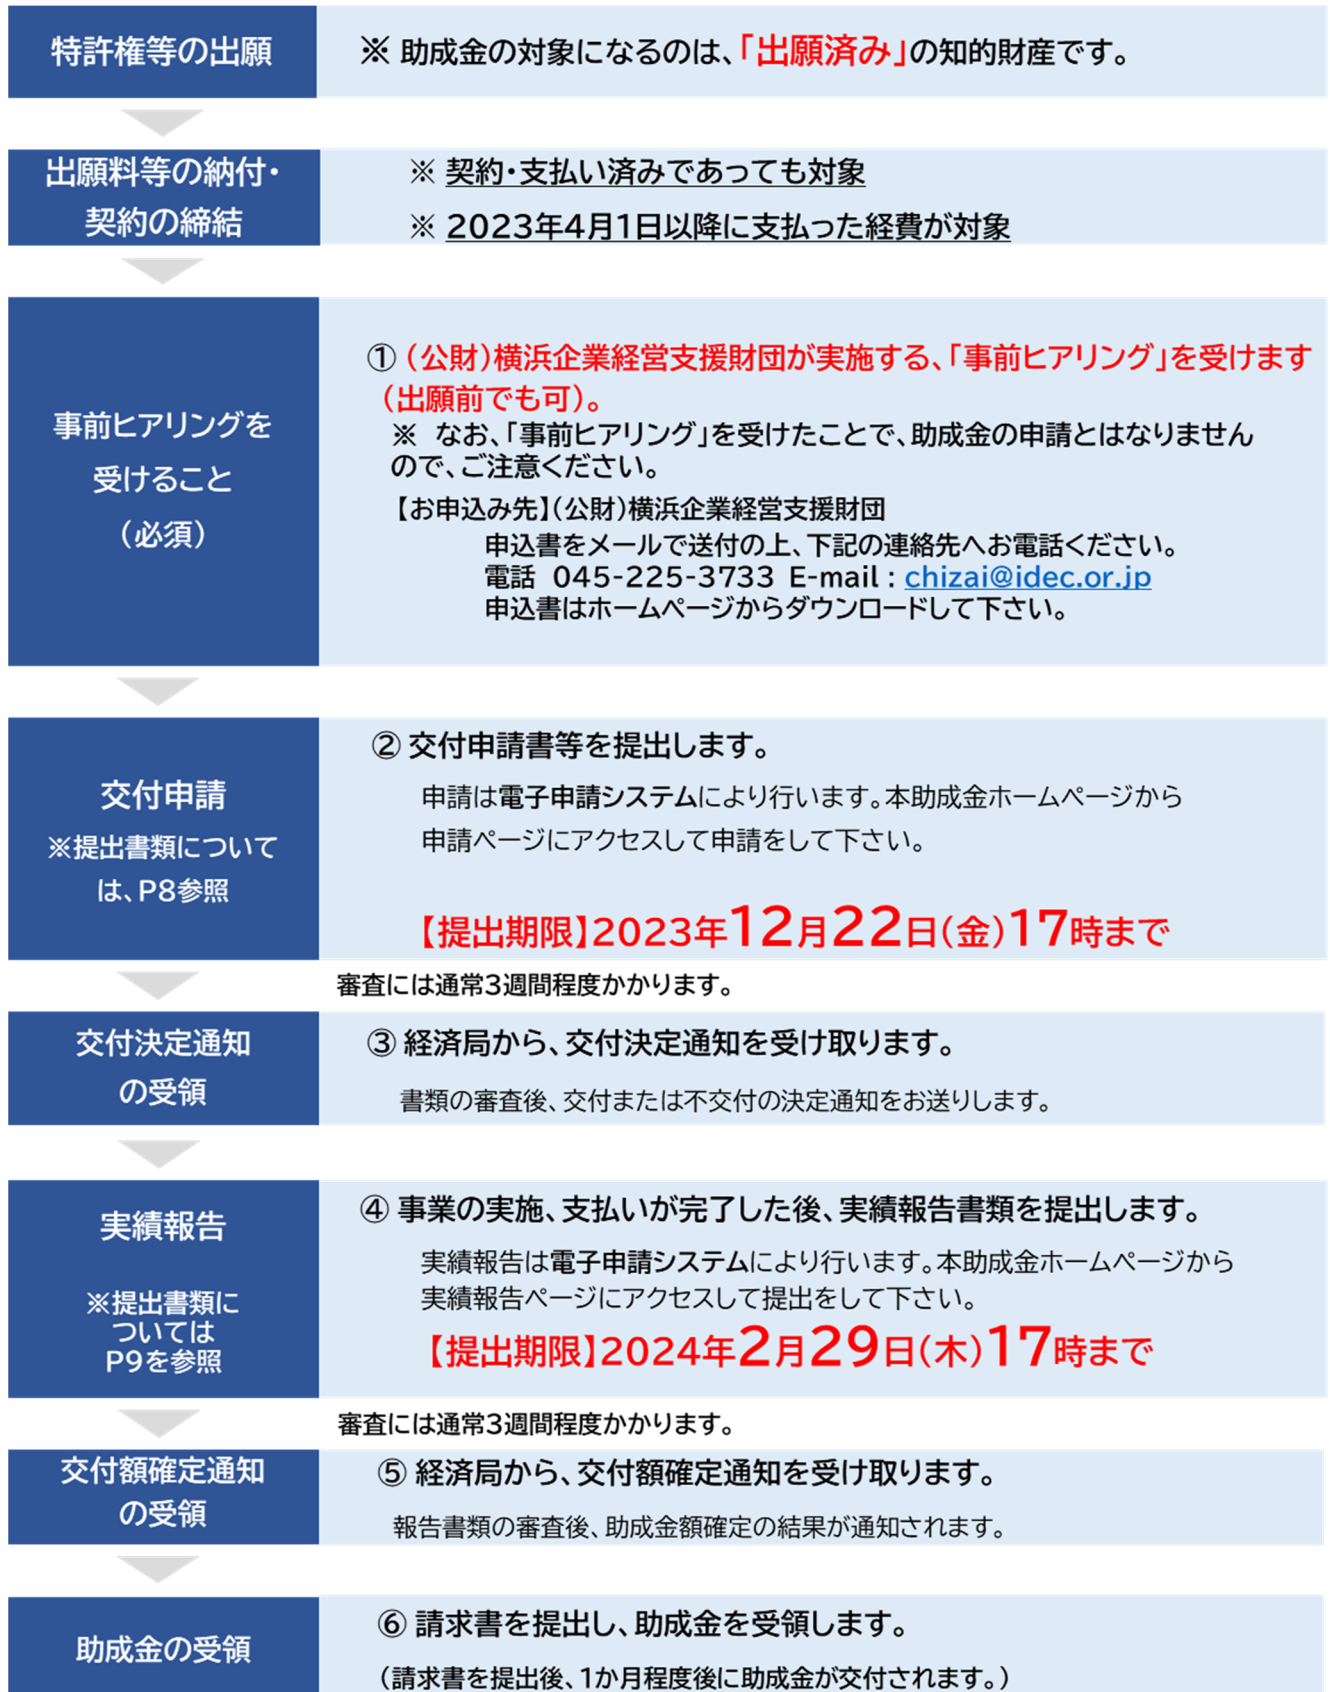 特許権等の出願
※ 助成金の対象になるのは、「出願済み」の知的財産です。
出願料等の納付・
契約の締結
※ 契約・支払い済みであっても対象
※ 2023年4月1日以降に支払った経費が対象
事前ヒアリングを
受けること
（必須）
① （公財）横浜企業経営支援財団が実施する、「事前ヒアリング」を受けます
（出願前でも可）。
※ なお、「事前ヒアリング」を受けたことで、助成金の申請とはなりません
ので、ご注意ください。
【お申込み先】（公財）横浜企業経営支援財団
申込書をメールで送付の上、下記の連絡先へお電話ください。
電話 045-225-3733 E-mail : chizai@idec.or.jp
申込書はホームページからダウンロードして下さい。
交付申請
※提出書類について
は、P8参照
② 交付申請書等を提出します。
申請は電子申請システムにより行います。本助成金ホームページから
申請ページにアクセスして申請をして下さい。
【提出期限】2023年12月22日(金)17時まで
審査には通常3週間程度かかります。
交付決定通知
の受領
③ 経済局から、交付決定通知を受け取ります。
書類の審査後、交付または不交付の決定通知をお送りします。
実績報告
※提出書類に
ついては
P9を参照
④ 事業の実施、支払いが完了した後、実績報告書類を提出します。
実績報告は電子申請システムにより行います。本助成金ホームページから
実績報告ページにアクセスして提出をして下さい。
【提出期限】2024年2月29日(木)17時まで
審査には通常3週間程度かかります。
交付額確定通知
の受領
⑤ 経済局から、交付額確定通知を受け取ります。
報告書類の審査後、助成金額確定の結果が通知されます。
助成金の受領
⑥ 請求書を提出し、助成金を受領します。
（請求書を提出後、1か月程度後に助成金が交付されます。）